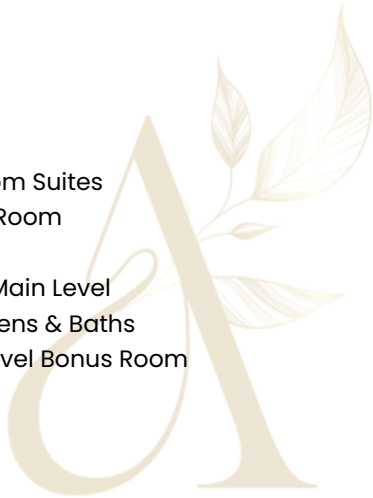 om Suites
Room
Main Level
ens & Baths
vel Bonus Room
A